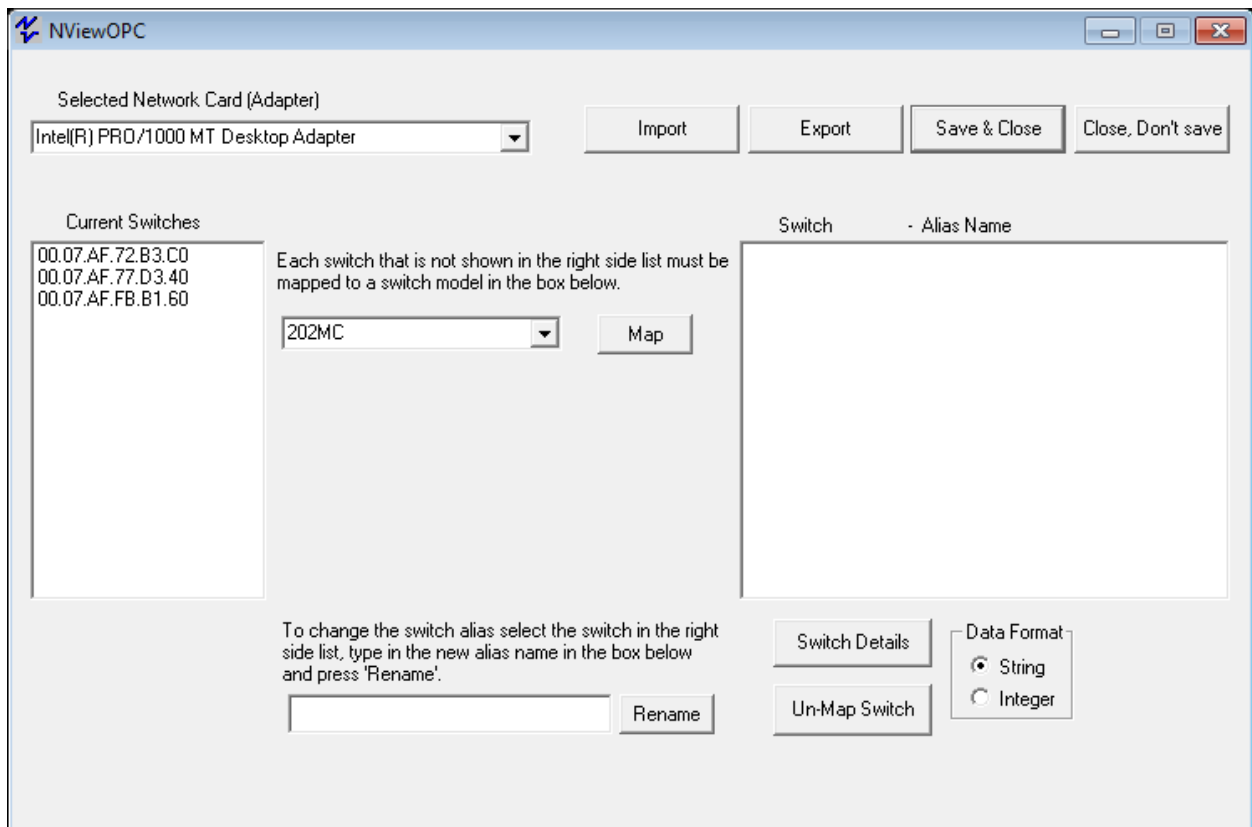 NViewOPC
Selected Network Card (Adapter)
Intel(R) PRO/1000 MT Desktop Adapter
Import
Export
Save & Close
Close, Don't save
Current Switches
00.07.AF.72.B3.C0
00.07.AF.77.D3.40
00.07.AF.FB.B1.60
Each switch that is not shown in the right side list must be
mapped to a switch model in the box below.
202MC
Map
Switch - Alias Name
To change the switch alias select the switch in the right
side list, type in the new alias name in the box below
and press 'Rename'.
Rename
Switch Details
Un-Map Switch
Data Format
String
Integer